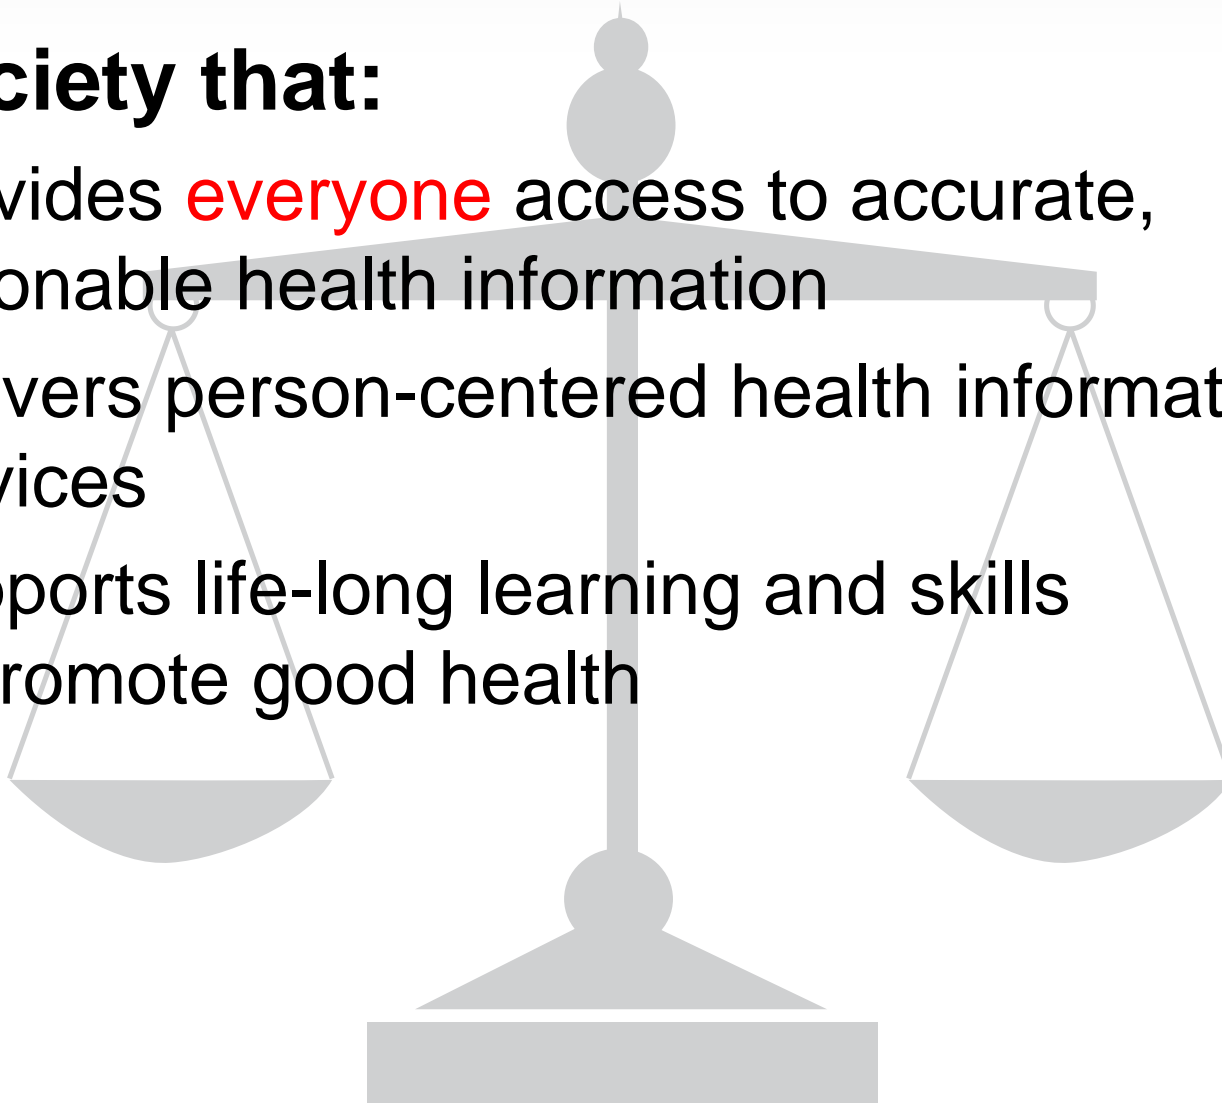 ciety that:
vides everyone access to accurate,
onable health information
vers person-centered health informat
vices
ports life-long learning and skills
romote good health